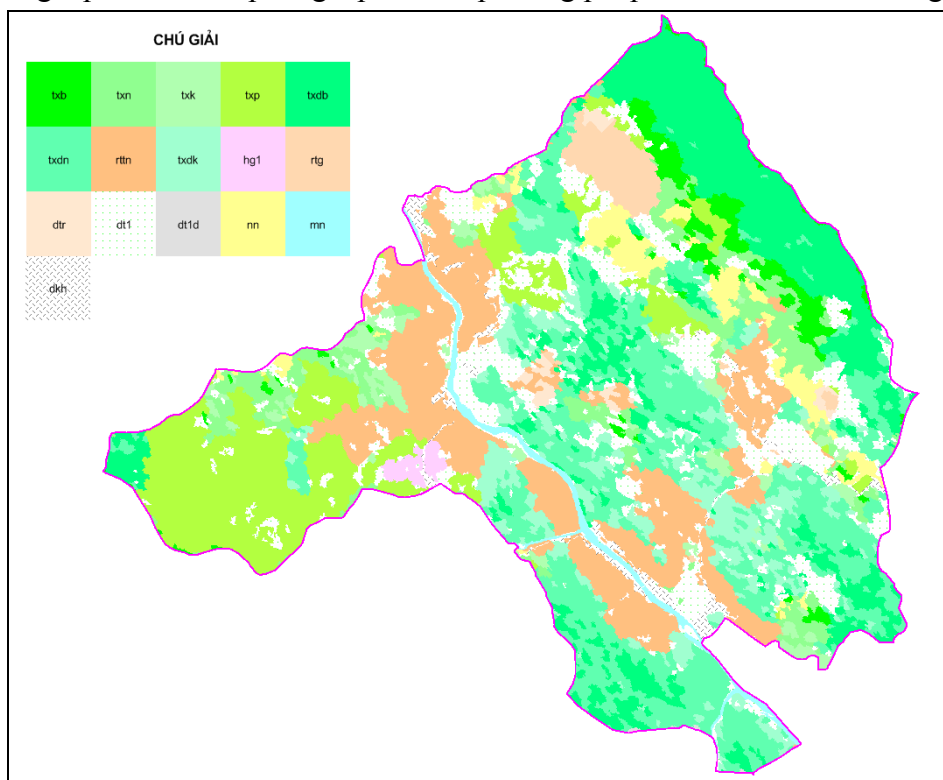 CHÚ GIẢI
txb txn txk txp txdb
txdn rttn txdk hg1 rtg
dtr dt1 dt1d nn mn
dkh